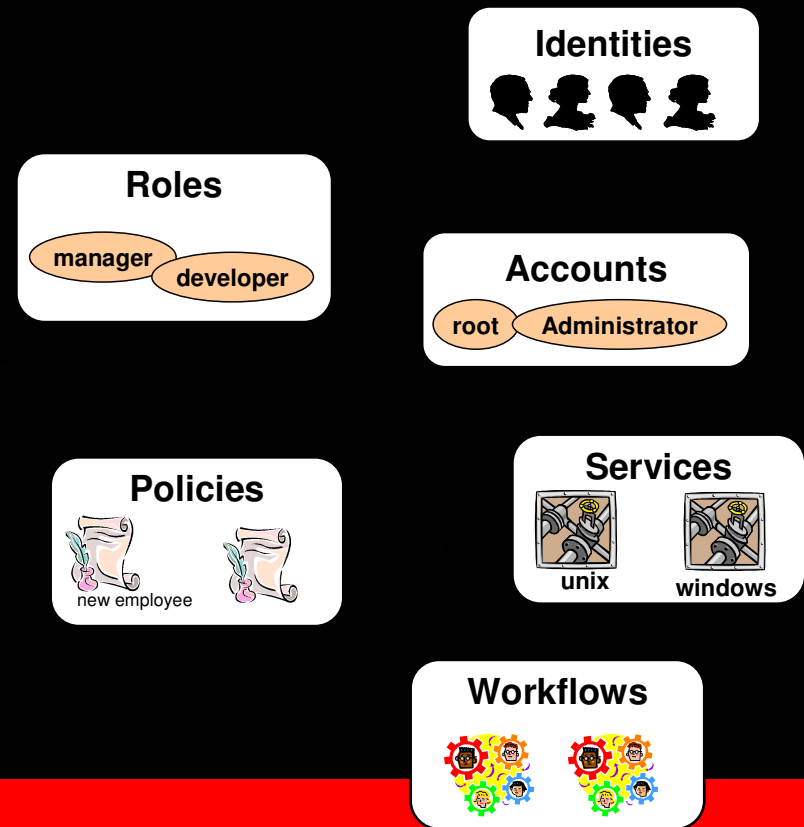 Identities
Roles
manager
developer
Accounts
root
Administrator
Policies
new employee
Services
unix
windows
Workflows